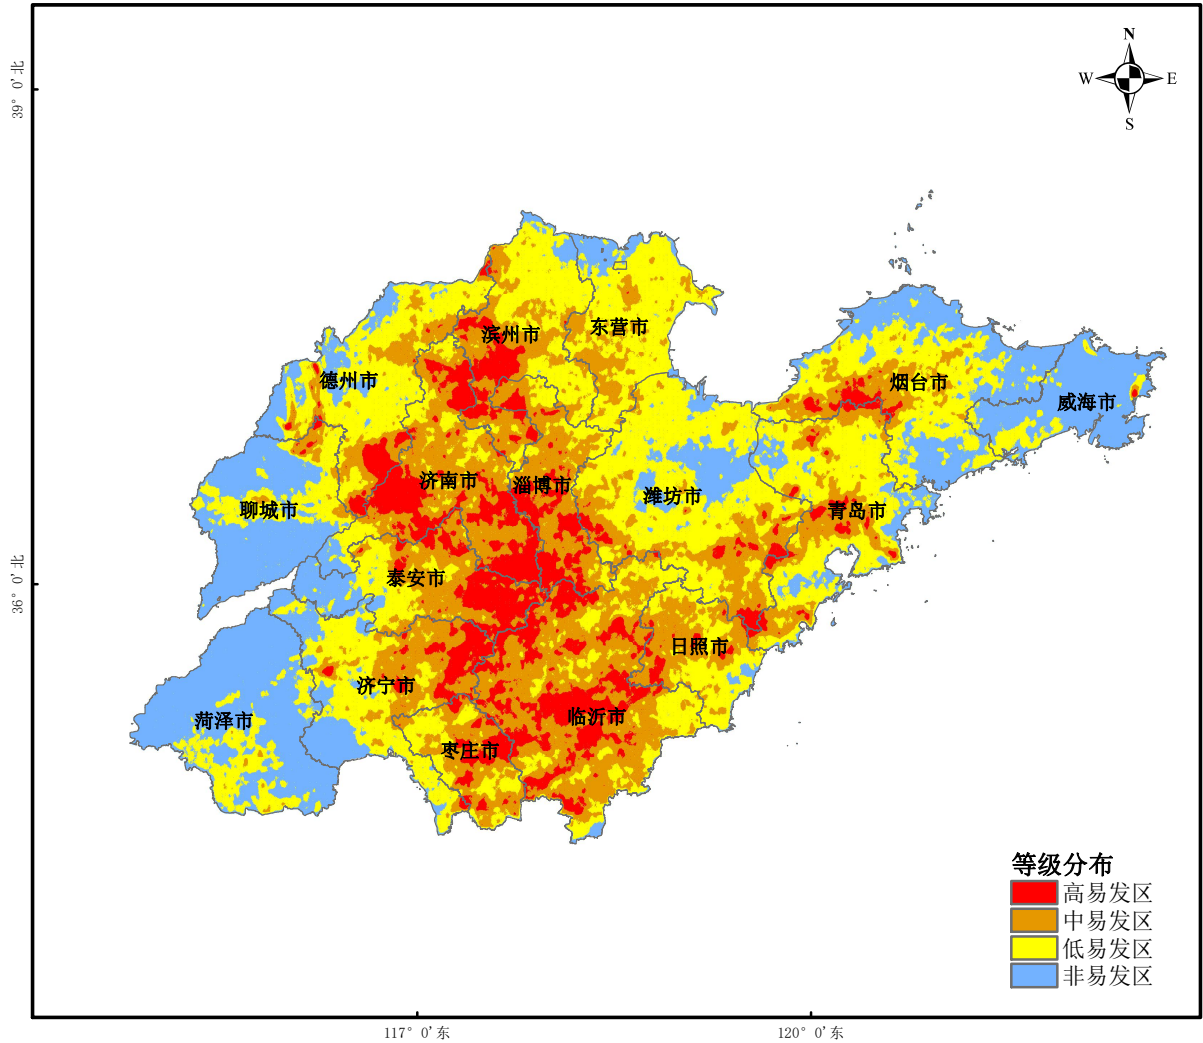 N
W
E
S
39° 0′北
36° 0′北
滨州市
东营市
德州市
烟台市
威海市
济南市
淄博市
潍坊市
聊城市
青岛市
泰安市
日照市
济宁市
菏泽市
临沂市
枣庄市
等级分布
高易发区
中易发区
低易发区
非易发区
117° 0′东
120° 0′东